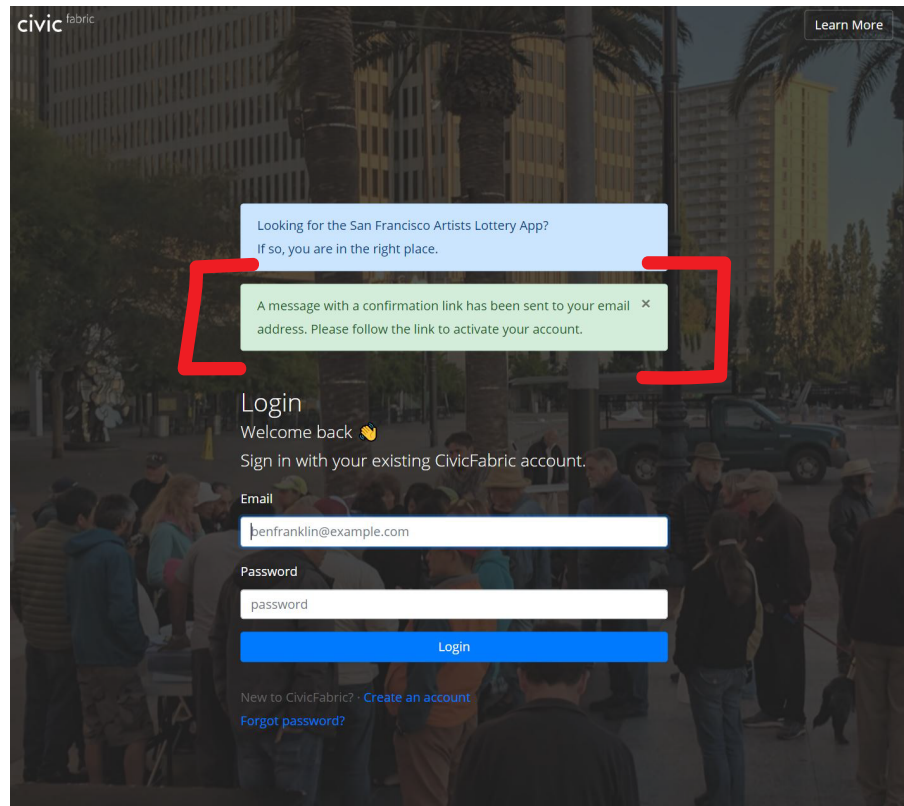 civic fabric
Learn More
Looking for the San Francisco Artists Lottery App?
If so, you are in the right place.
A message with a confirmation link has been sent to your email ×
address. Please follow the link to activate your account.
Login
Welcome back 👋
Sign in with your existing CivicFabric account.
Email
benfranklin@example.com
Password
password
Login
New to CivicFabric? · Create an account
Forgot password?